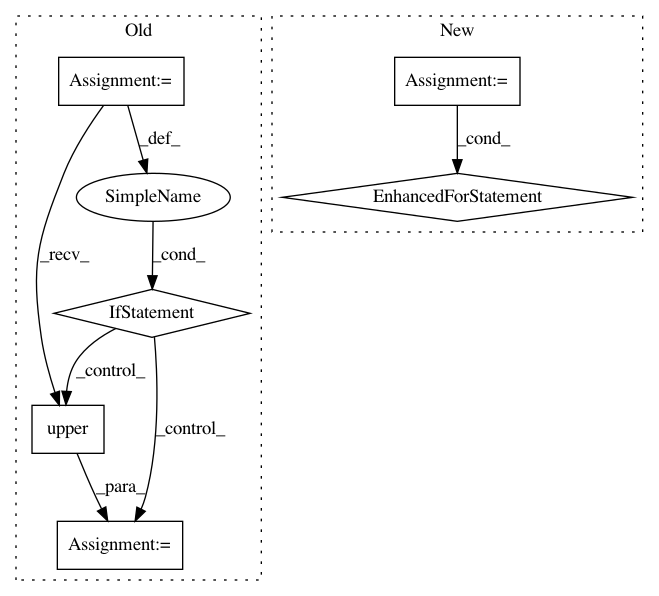 Old
New
Assignment:=
Assignment:=
_def_
_cond_
SimpleName
EnhancedForStatement
_recv_
_cond_
IfStatement
_control_
_control_
upper
_para_
Assignment:=